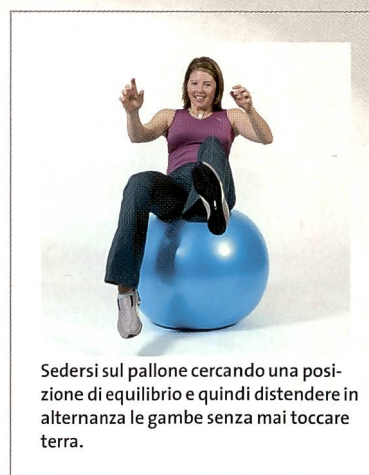 Sedersi sul pallone cercando una posi-
zione di equilibrio e quindi distendere in
alternanza le gambe senza mai toccare
terra.